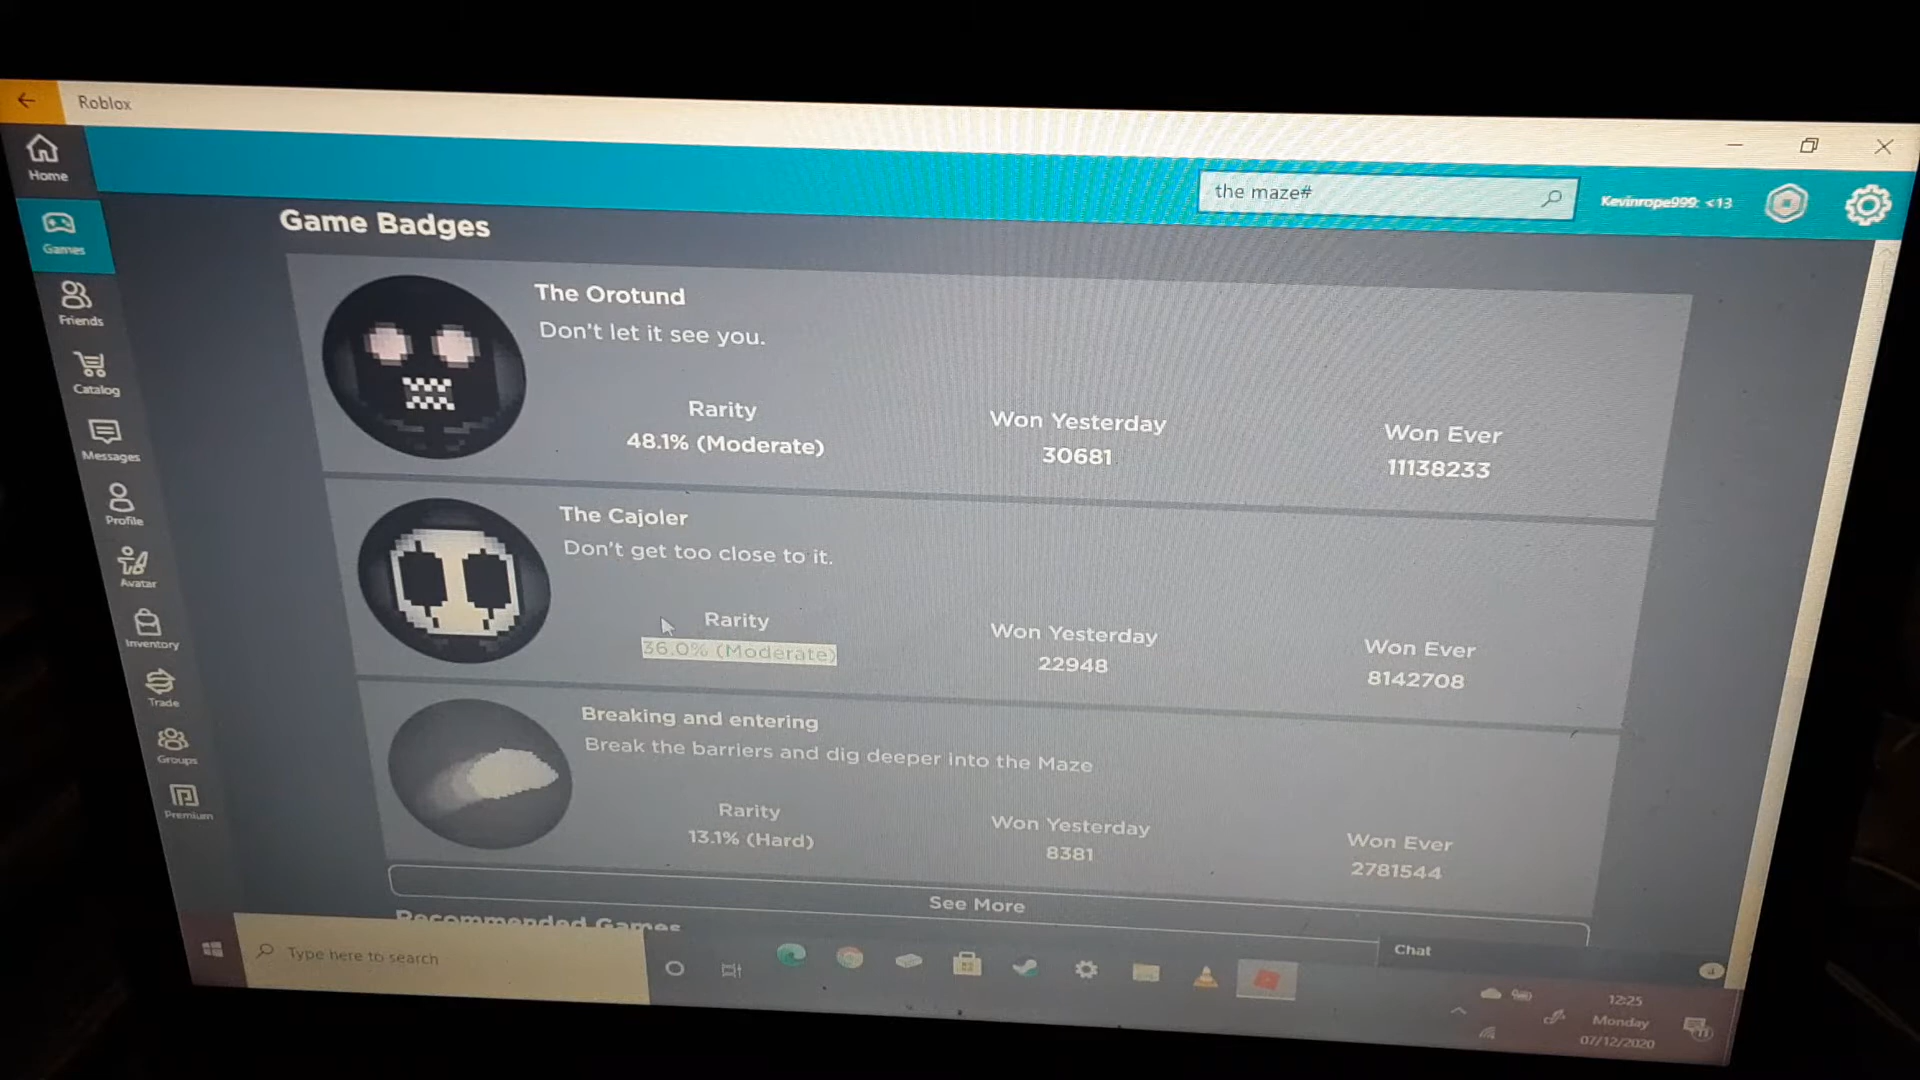 Roblox
Home
the maze#
Kevinrope999: <13
Games
Game Badges
The Orotund
Don't let it see you.
Rarity
Won Yesterday
Won Ever
48.1% (Moderate)
30681
11138233
Friends
Catalog
Messages
The Cajoler
Don't get too close to it.
Rarity
Won Yesterday
Won Ever
36.0% (Moderate)
22948
8142708
Profile
Avatar
Inventory
Trade
Breaking and entering
Break the barriers and dig deeper into the Maze
Rarity
Won Yesterday
Won Ever
13.1% (Hard)
8381
2781544
Groups
Premium
See More
Recommended Games
Chat
Type here to search
12:25
Monday
07/12/2020